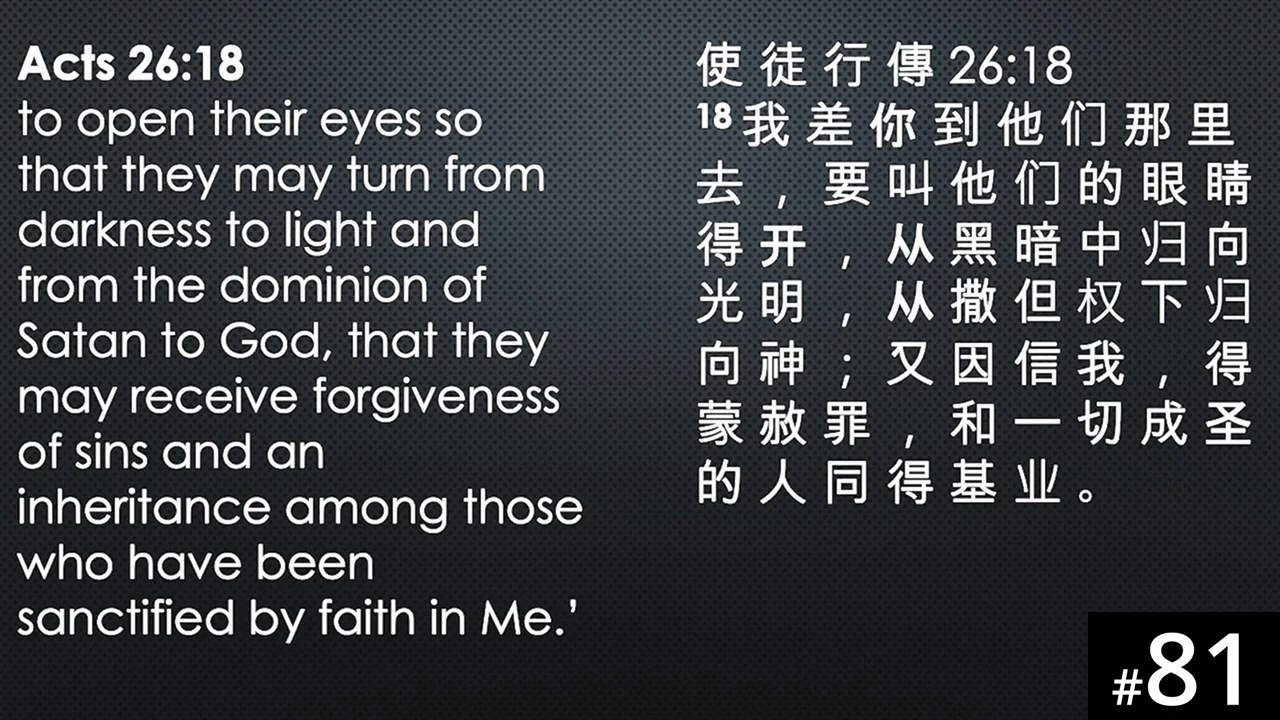 Acts 26:18
to open their eyes so
that they may turn from
darkness to light and
from the dominion of
Satan to God, that they
may receive forgiveness
of sins and an
inheritance among those
who have been
sanctified by faith in Me.’
使徒行傳 26:18
18我差你到他们那里
去，要叫他们的眼睛
得开，从黑暗中归向
光明，从撒但权下归
向神；又因信我，得
蒙赦罪，和一切成圣
的人同得基业。
#81